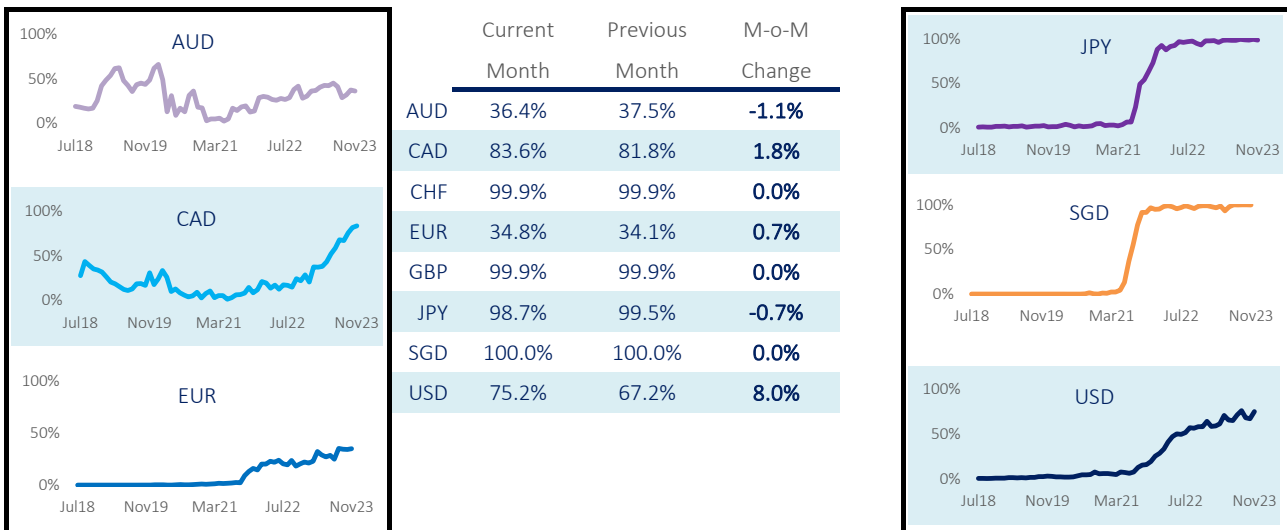 AUD
100%
50%
0%
Jul18 Nov19 Mar21 Jul22 Nov23
CAD
100%
50%
0%
Jul18 Nov19 Mar21 Jul22 Nov23
EUR
100%
50%
0%
Jul18 Nov19 Mar21 Jul22 Nov23
Current Previous M-o-M
Month Month Change
AUD 36.4% 37.5% -1.1%
CAD 83.6% 81.8% 1.8%
CHF 99.9% 99.9% 0.0%
EUR 34.8% 34.1% 0.7%
GBP 99.9% 99.9% 0.0%
JPY 98.7% 99.5% -0.7%
SGD 100.0% 100.0% 0.0%
USD 75.2% 67.2% 8.0%
JPY
100%
50%
0%
Jul18 Nov19 Mar21 Jul22 Nov23
SGD
100%
50%
0%
Jul18 Nov19 Mar21 Jul22 Nov23
USD
100%
50%
0%
Jul18 Nov19 Mar21 Jul22 Nov23